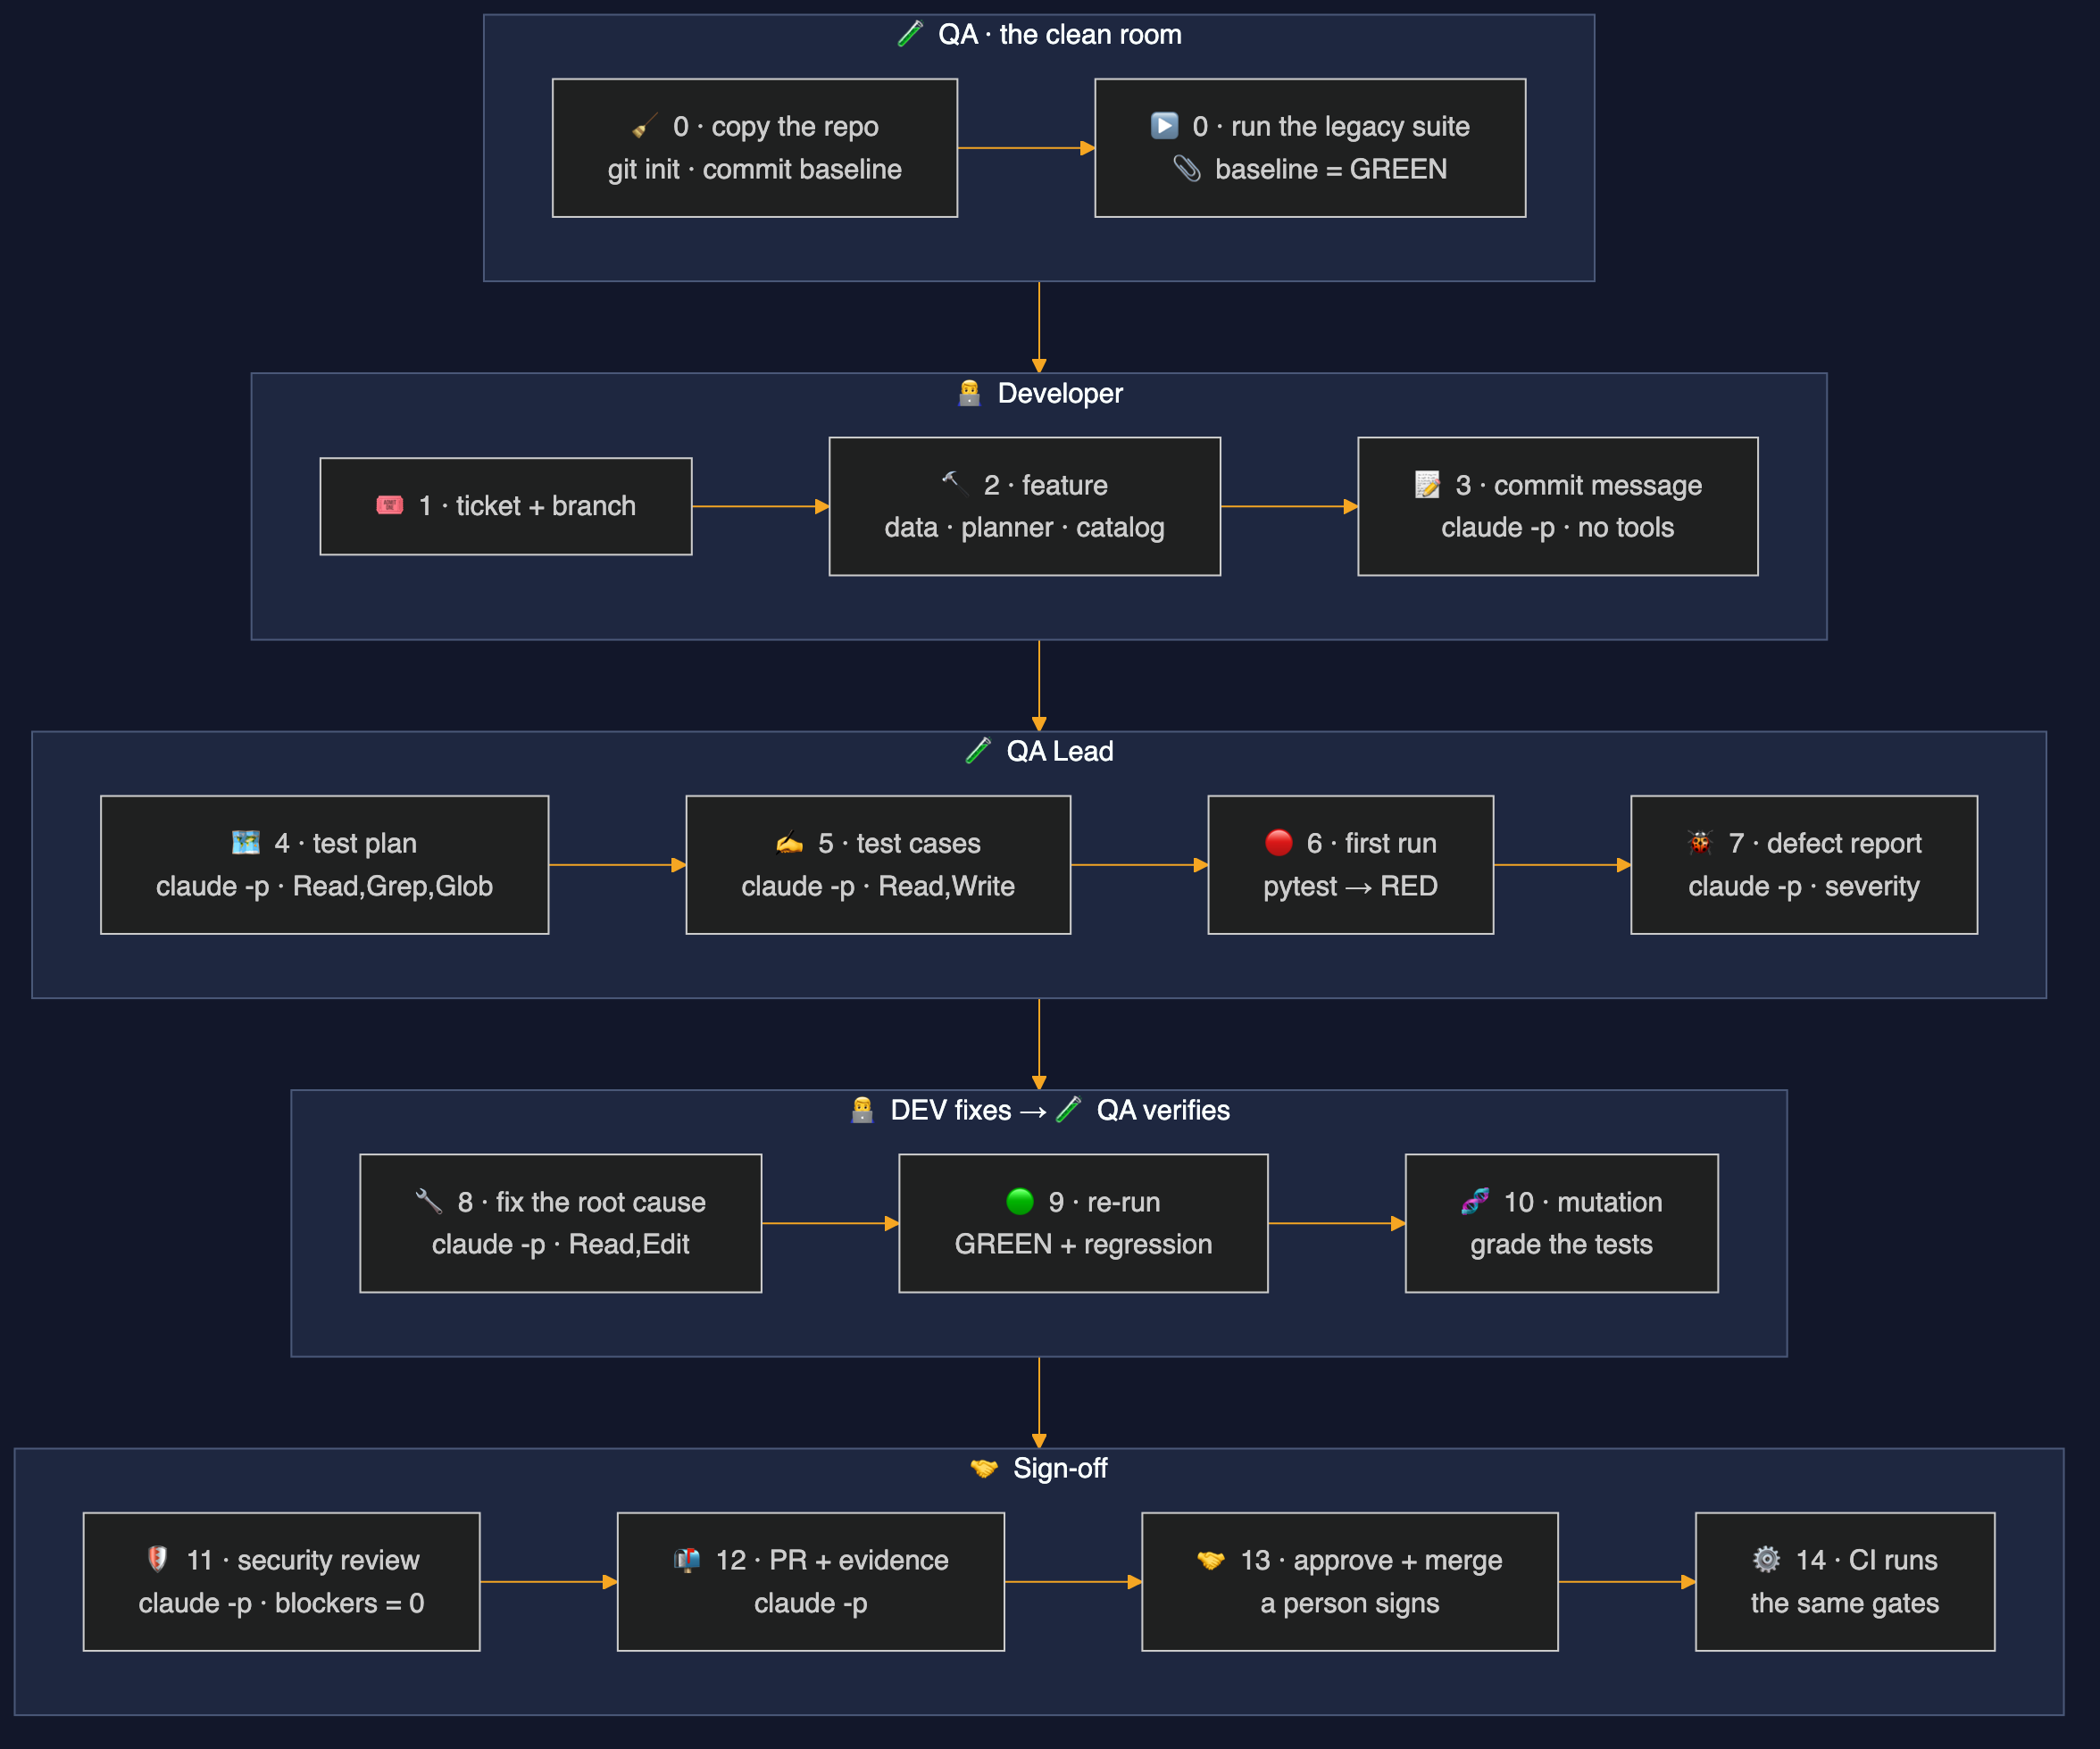 QA · the clean room
0 · copy the repo
git init · commit baseline
0 · run the legacy suite
baseline = GREEN
Developer
1 · ticket + branch
2 · feature
data · planner · catalog
3 · commit message
claude -p · no tools
QA Lead
4 · test plan
claude -p · Read,Grep,Glob
5 · test cases
claude -p · Read,Write
6 · first run
pytest → RED
7 · defect report
claude -p · severity
DEV fixes → QA verifies
8 · fix the root cause
claude -p · Read,Edit
9 · re-run
GREEN + regression
10 · mutation
grade the tests
Sign-off
11 · security review
claude -p · blockers = 0
12 · PR + evidence
claude -p
13 · approve + merge
a person signs
14 · CI runs
the same gates